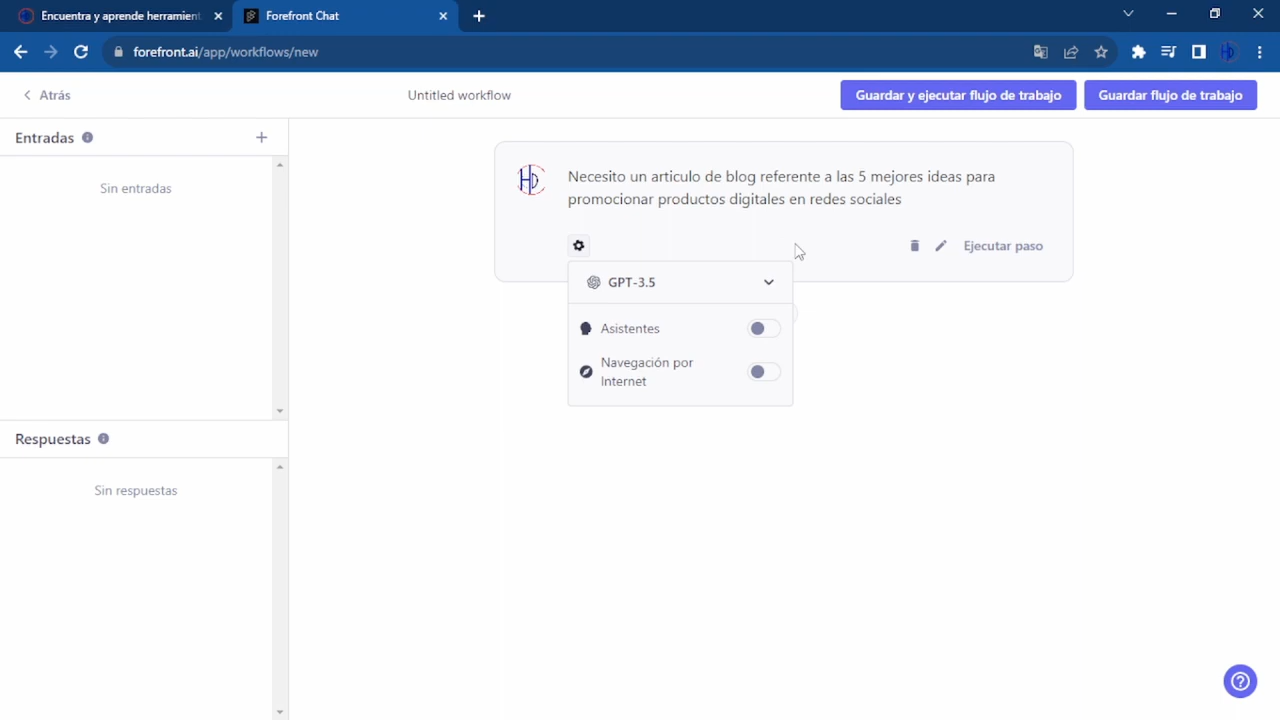 Encuentra y aprende herramient
Forefront Chat
forefront.ai/app/workflows/new
HD
Atrás
Untitled workflow
Guardar y ejecutar flujo de trabajo
Guardar flujo de trabajo
Entradas
Sin entradas
HD
Necesito un articulo de blog referente a las 5 mejores ideas para
promocionar productos digitales en redes sociales
Ejecutar paso
GPT-3.5
Asistentes
Navegación por
Internet
Respuestas
Sin respuestas